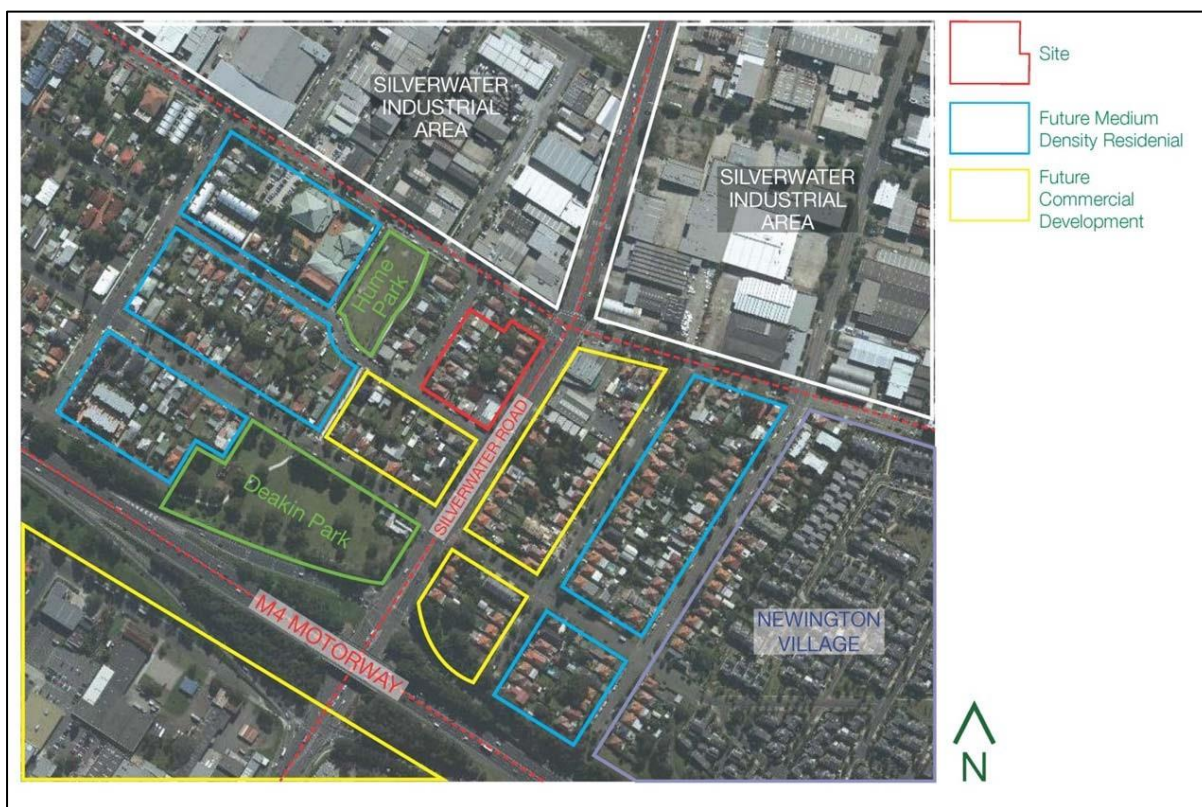 SILVERWATER
INDUSTRIAL
AREA
SILVERWATER
INDUSTRIAL
AREA
Hume Park
Deakin Park
SILVERWATER ROAD
M4 MOTORWAY
NEWINGTON
VILLAGE
Site
Future Medium
Density Residenial
Future
Commercial
Development
N